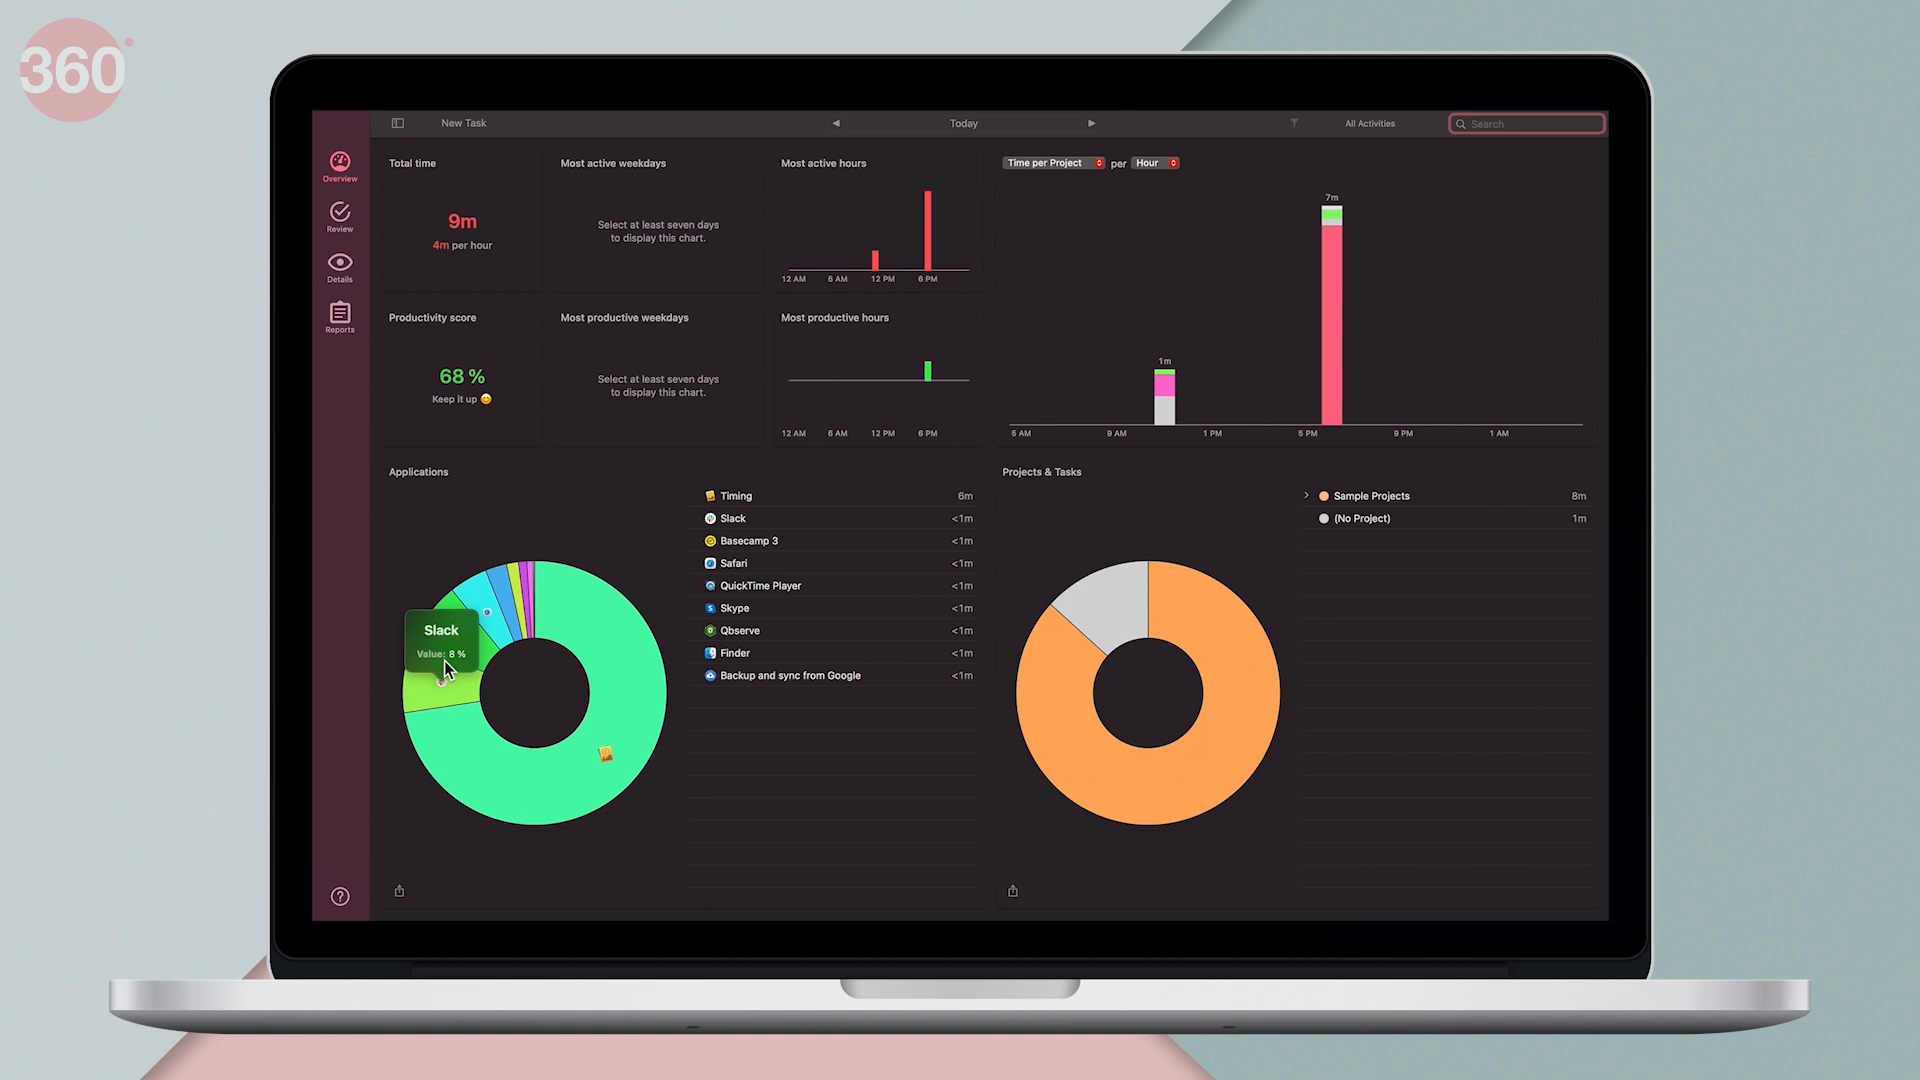 360°
New Task
Today
All Activities
Search
Overview
Review
Details
Reports
Total time
9m
4m per hour
Most active weekdays
Select at least seven days
to display this chart.
Most active hours
12 AM 6 AM 12 PM 6 PM
Time per Project per Hour
7m
1m
5 AM 9 AM 1 PM 5 PM 9 PM 1 AM
Productivity score
68 %
Keep it up
Most productive weekdays
Select at least seven days
to display this chart.
Most productive hours
12 AM 6 AM 12 PM 6 PM
Applications
Slack
Value: 8 %
Timing 6m
Slack <1m
Basecamp 3 <1m
Safari <1m
QuickTime Player <1m
Skype <1m
Qbserve <1m
Finder <1m
Backup and sync from Google <1m
Projects & Tasks
Sample Projects 8m
(No Project) 1m
?